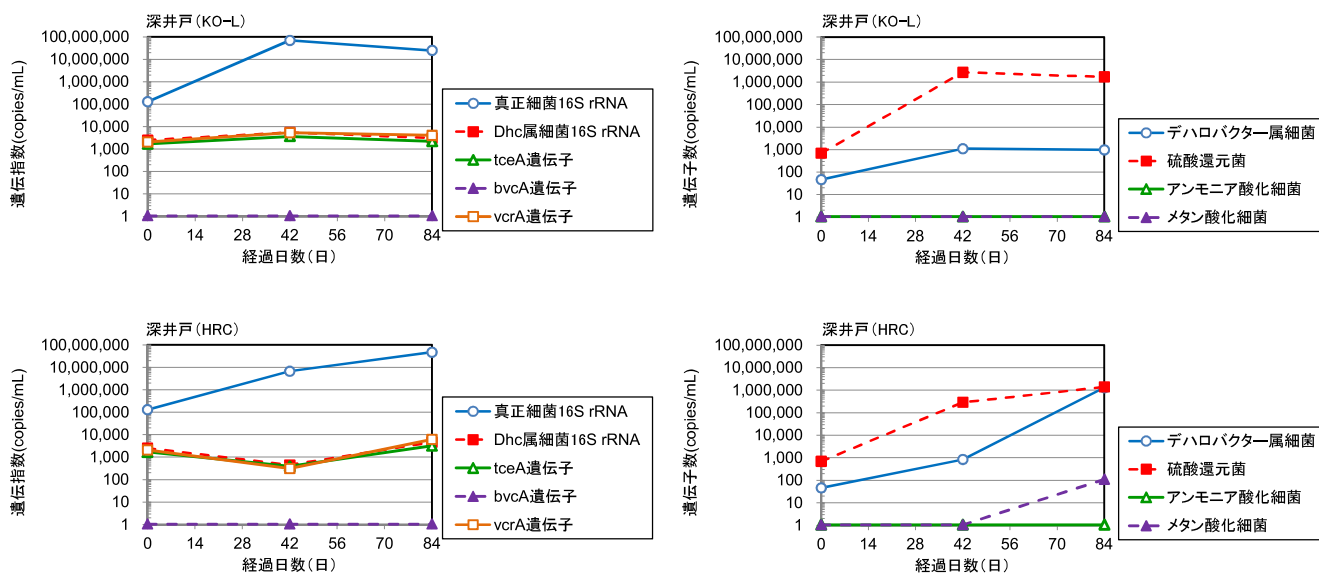 深井戸(KO-L)
遺伝指数(copies/mL)
100,000,000
10,000,000
1,000,000
100,000
10,000
1,000
100
10
1
0 14 28 42 56 70 84
経過日数(日)
真正細菌16S rRNA
Dhc属細菌16S rRNA
tceA遺伝子
bvcA遺伝子
vcrA遺伝子
深井戸(KO-L)
遺伝子数(copies/mL)
100,000,000
10,000,000
1,000,000
100,000
10,000
1,000
100
10
1
0 14 28 42 56 70 84
経過日数(日)
デハロバクター属細菌
硫酸還元菌
アンモニア酸化細菌
メタン酸化細菌
深井戸(HRC)
遺伝指数(copies/mL)
100,000,000
10,000,000
1,000,000
100,000
10,000
1,000
100
10
1
0 14 28 42 56 70 84
経過日数(日)
真正細菌16S rRNA
Dhc属細菌16S rRNA
tceA遺伝子
bvcA遺伝子
vcrA遺伝子
深井戸(HRC)
遺伝子数(copies/mL)
100,000,000
10,000,000
1,000,000
100,000
10,000
1,000
100
10
1
0 14 28 42 56 70 84
経過日数(日)
デハロバクター属細菌
硫酸還元菌
アンモニア酸化細菌
メタン酸化細菌